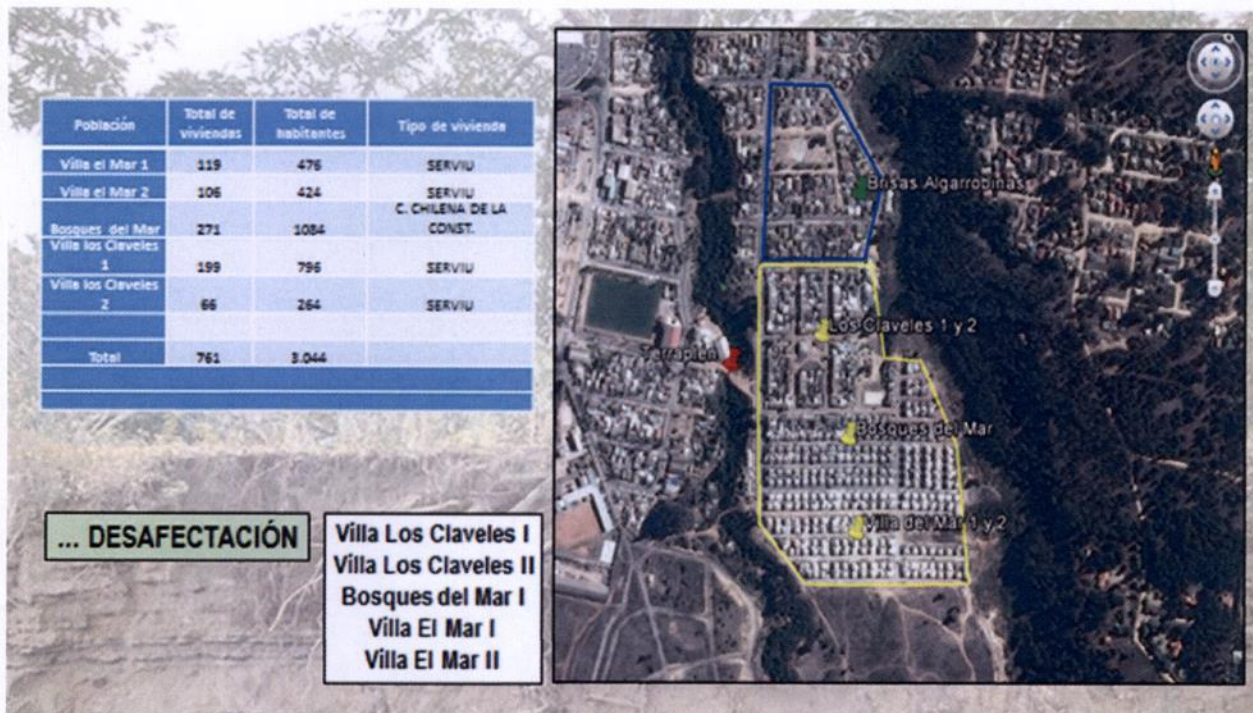 Población Total de viviendas Total de habitantes Tipo de vivienda
Villa el Mar 1 119 476 SERVIU
Villa el Mar 2 106 424 SERVIU
Bosques del Mar 271 1084 C. CHILENA DE LA CONST.
Villa los Claveles 1 199 796 SERVIU
Villa los Claveles 2 66 264 SERVIU
Total 761 3.044
... DESAFECTACIÓN
Villa Los Claveles I
Villa Los Claveles II
Bosques del Mar I
Villa El Mar I
Villa El Mar II
Brisas Algarrobinas
Los Claveles 1 y 2
Terraplen
Bosques del Mar
Villa del Mar 1 y 2